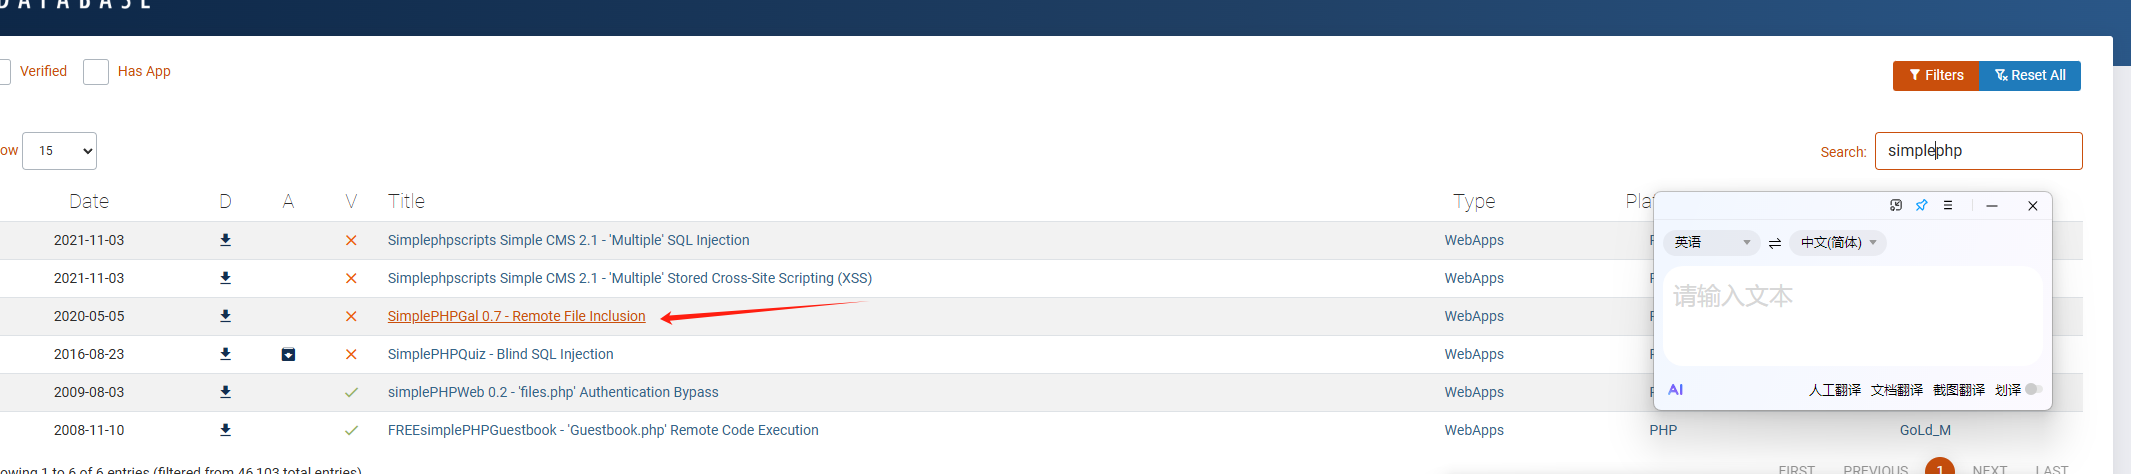 DATABASE
Verified Has App Filters Reset All
ow 15 Search: simplephp
Date D A V Title Type Pla
2021-11-03 Simplephpscripts Simple CMS 2.1 - 'Multiple' SQL Injection WebApps
2021-11-03 Simplephpscripts Simple CMS 2.1 - 'Multiple' Stored Cross-Site Scripting (XSS) WebApps
2020-05-05 SimplePHPGal 0.7 - Remote File Inclusion WebApps
2016-08-23 SimplePHPQuiz - Blind SQL Injection WebApps
2009-08-03 simplePHPWeb 0.2 - 'files.php' Authentication Bypass WebApps
2008-11-10 FREEsimplePHPGuestbook - 'Guestbook.php' Remote Code Execution WebApps PHP GoLd_M
owing 1 to 6 of 6 entries (filtered from 46,103 total entries)
FIRST PREVIOUS 1 NEXT LAST
英语 中文(简体)
请输入文本
AI 人工翻译 文档翻译 截图翻译 划译